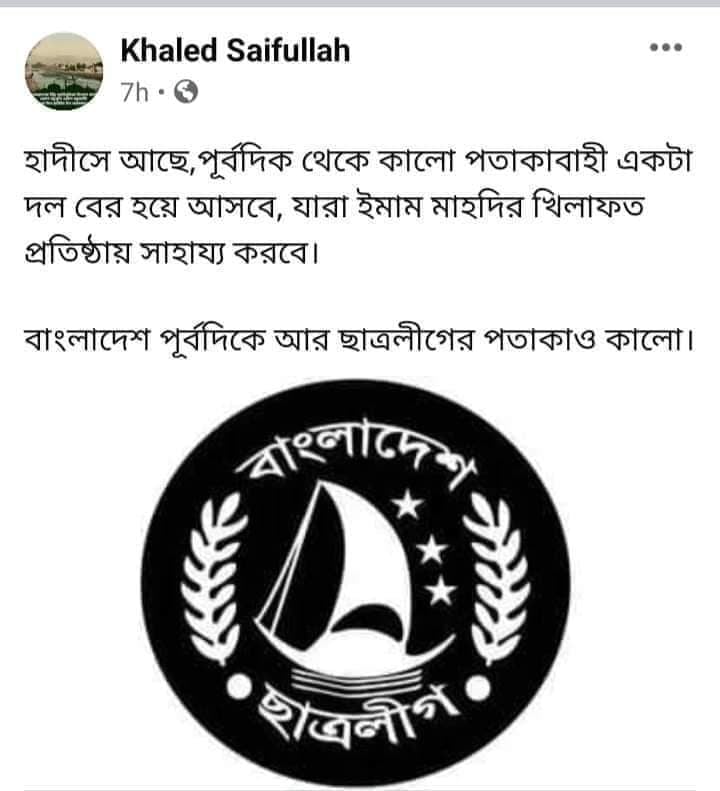 Khaled Saifullah
7h
হাদীসে আছে,পূর্বদিক থেকে কালো পতাকাবাহী একটা
দল বের হয়ে আসবে, যারা ইমাম মাহদির খিলাফত
প্রতিষ্ঠায় সাহায্য করবে।
বাংলাদেশ পূর্বদিকে আর ছাত্রলীগের পতাকাও কালো।
বাংলাদেশ
ছাত্রলীগ